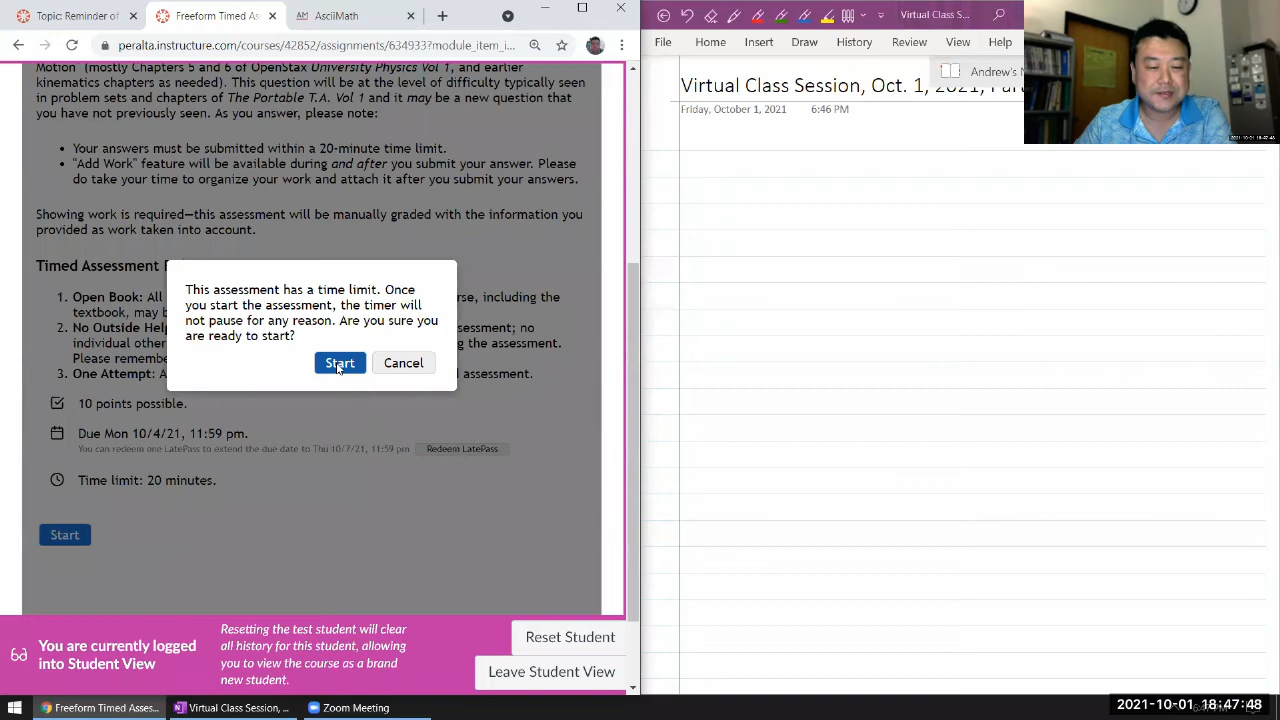 Topic: Reminder for
Freeform Timed Asses
AsciiMath
peralta.instructure.com/courses/42852/assignments/6349337?module_item_i...
Motion" (mostly Chapters 5 and 6 of OpenStax University Physics Vol 1, and earlier
kinematics chapters as needed). This question will be at the level of difficulty typically seen
in problem sets and chapters of The Portable T.A. Vol 1 and it may be a new question that
you have not previously seen. As you answer, please note:
• Your answers must be submitted within a 20-minute time limit.
• "Add Work" feature will be available during and after you submit your answer. Please
do take your time to organize your work and attach it after you submit your answers.
Showing work is required—this assessment will be manually graded with the information you
provided as work taken into account.
Timed Assessment
1. Open Book: All rse, including the
textbook, may b
2. No Outside Help sessment; no
individual other ng the assessment.
Please remembe
3. One Attempt: A d assessment.
This assessment has a time limit. Once
you start the assessment, the timer will
not pause for any reason. Are you sure you
are ready to start?
Start Cancel
10 points possible.
Due Mon 10/4/21, 11:59 pm.
You can redeem one LatePass to extend the due date to Thu 10/7/21, 11:59 pm Redeem LatePass
Time limit: 20 minutes.
Start
You are currently logged
into Student View
Resetting the test student will clear
all history for this student, allowing
you to view the course as a brand
new student.
Reset Student
Leave Student View
Virtual Class S...
File Home Insert Draw History Review View Help
Andrew's N
Virtual Class Session, Oct. 1, 2021, Par
Friday, October 1, 2021 6:46 PM
2021-10-01 18:47:48
Freeform Timed Asses...
Virtual Class Session, ...
Zoom Meeting
2021-10-01 18:47:48